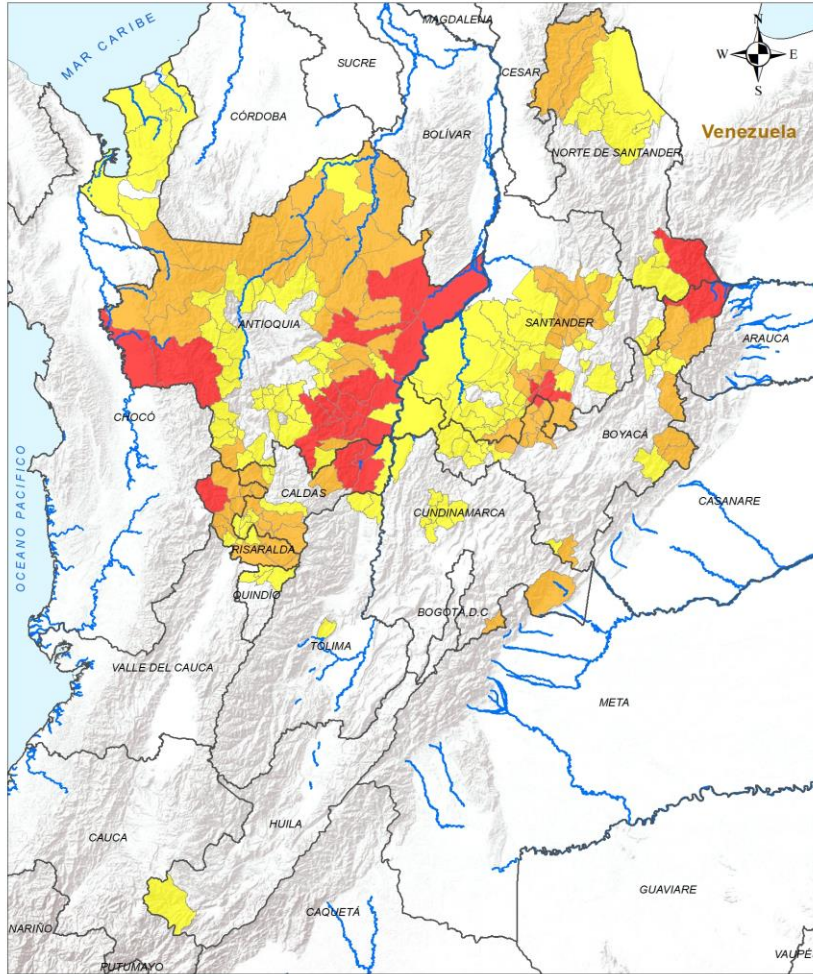 MAGDALENA
N
W E
S
MAR CARIBE
SUCRE
CESAR
CÓRDOBA
BOLÍVAR
Venezuela
NORTE DE SANTANDER
ANTIOQUIA
SANTANDER
ARAUCA
CHOCÓ
BOYACÁ
OCEANO PACIFICO
CALDAS
CASANARE
CUNDINAMARCA
RISARALDA
QUINDÍO
BOGOTÁ, D.C
TOLIMA
VALLE DEL CAUCA
META
HUILA
CAUCA
GUAVIARE
CAQUETÁ
NARIÑO
VAUPÉ
PUTUMAYO